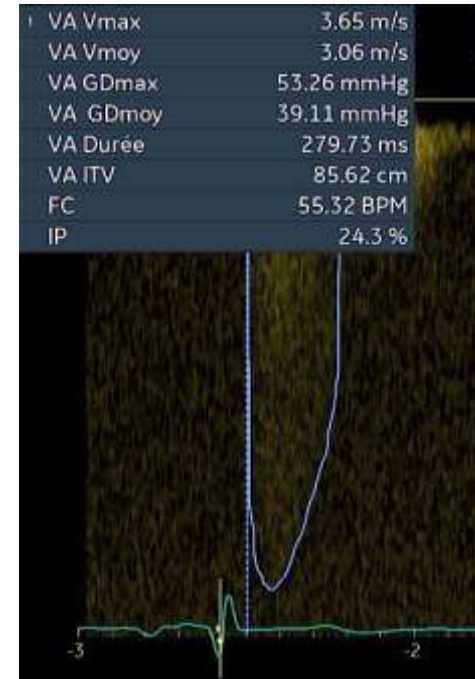 1 VA Vmax 3.65 m/s
VA Vmoy 3.06 m/s
VA GDmax 53.26 mmHg
VA GDmoy 39.11 mmHg
VA Durée 279.73 ms
VA ITV 85.62 cm
FC 55.32 BPM
IP 24.3 %
-3 -2